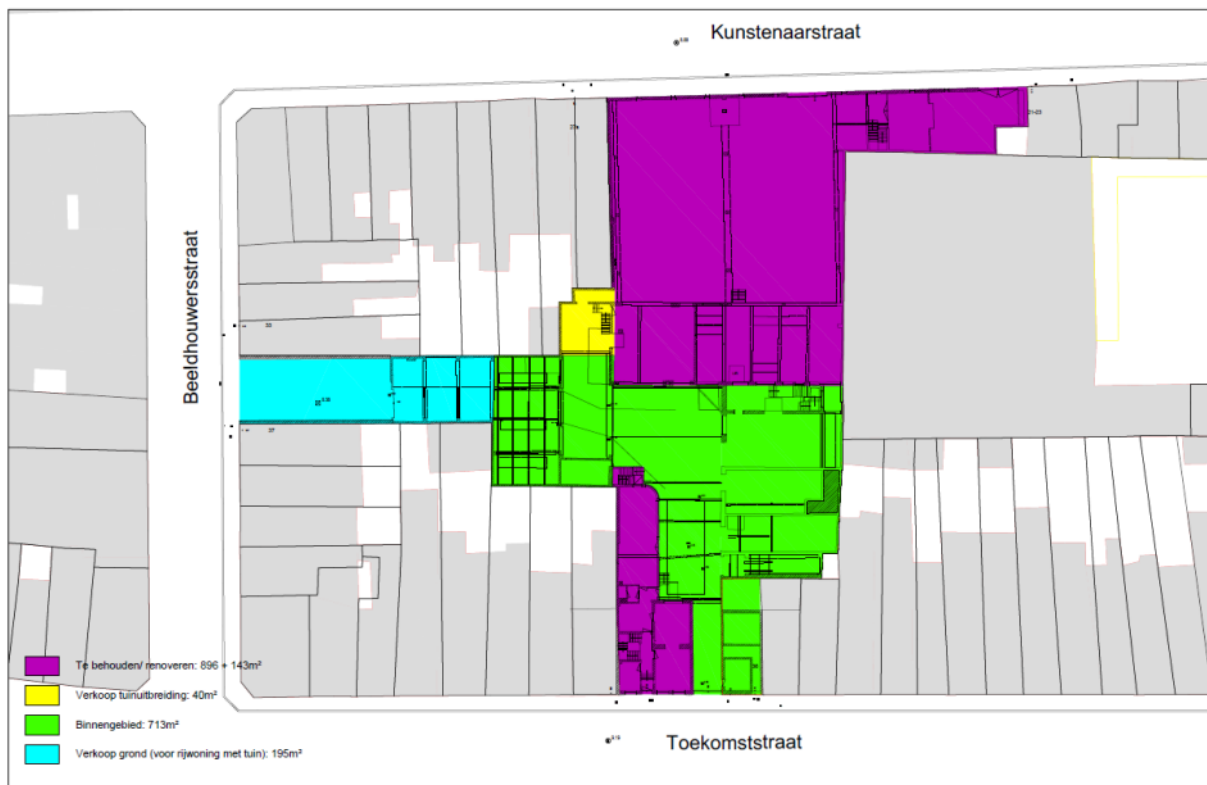 Kunstenaarstraat
Beeldhouwersstraat
Te behouden/ renoveren: 896 + 143m²
Verkoop tuinuitbreiding: 40m²
Binnengebied: 713m²
Verkoop grond (voor rijwoning met tuin): 195m²
Toekomststraat